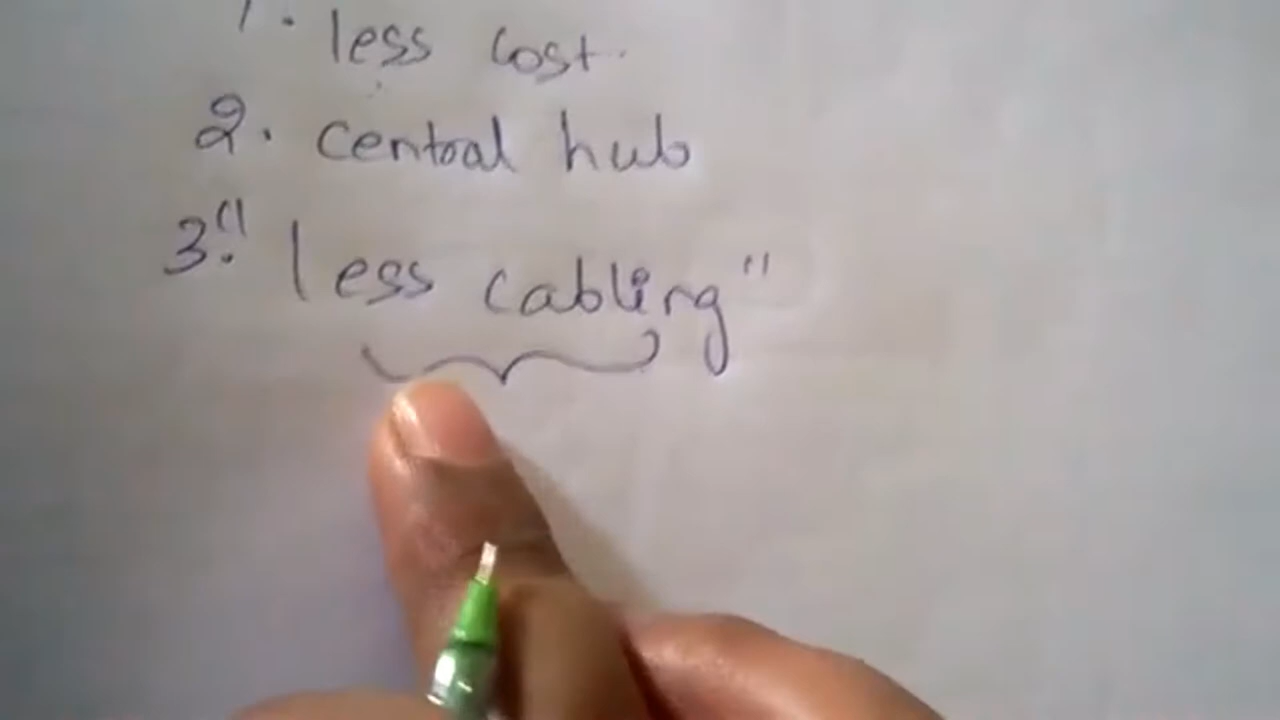 1. less cost.
2. central hub
3." less cabling"